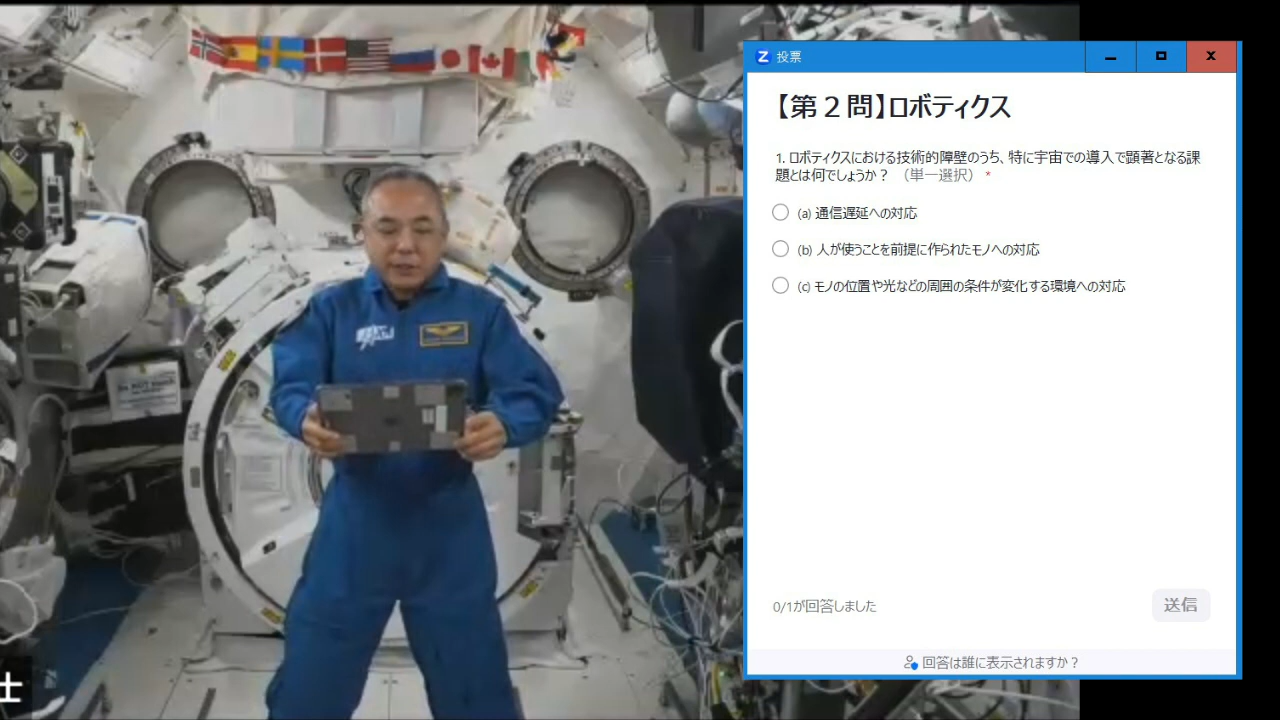 投票
【第２問】ロボティクス
1. ロボティクスにおける技術的障壁のうち、特に宇宙での導入で顕著となる課
題とは何でしょうか？ （単一選択） *
(a) 通信遅延への対応
(b) 人が使うことを前提に作られたモノへの対応
(c) モノの位置や光などの周囲の条件が変化する環境への対応
0/1が回答しました
送信
回答は誰に表示されますか？
士